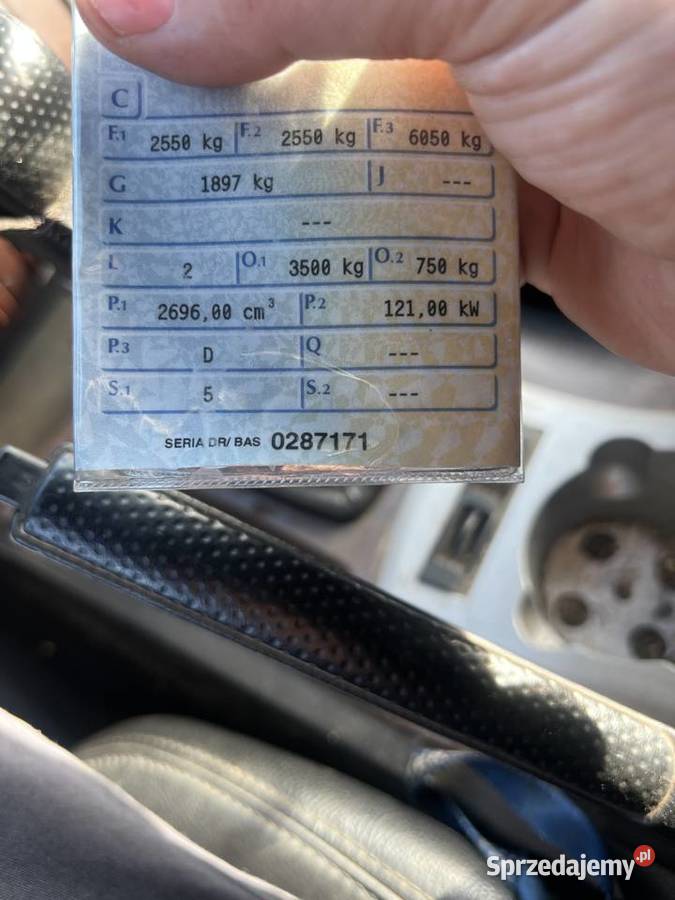 C
F.1 2550 kg F.2 2550 kg F.3 6050 kg
G 1897 kg J ---
K ---
L 2 O.1 3500 kg O.2 750 kg
P.1 2696,00 cm³ P.2 121,00 kW
P.3 D Q ---
S.1 5 S.2 ---
SERIA DR/BAS 0287171
Sprzedajemy.pl